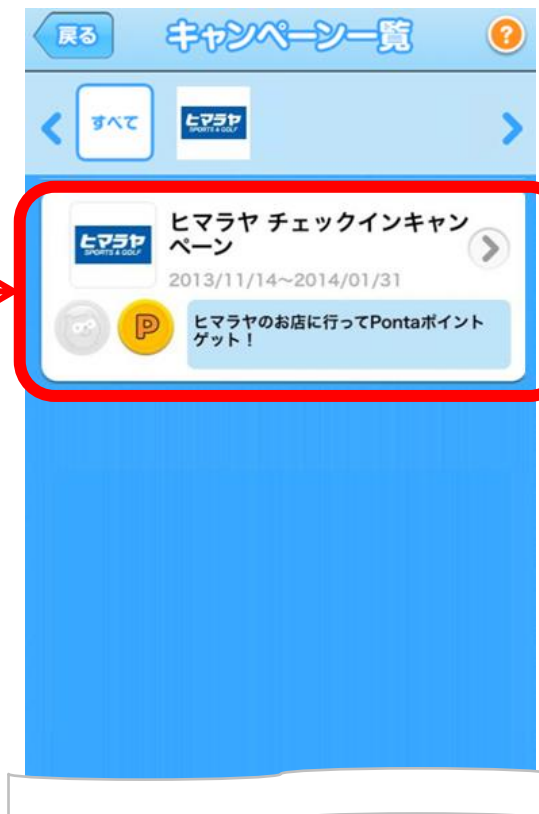 戻る
キャンペーン一覧
?
すべて
ヒマラヤ
SPORTS & GOLF
ヒマラヤ
SPORTS & GOLF
ヒマラヤ チェックインキャン
ペーン
2013/11/14~2014/01/31
P
ヒマラヤのお店に行ってPontaポイント
ゲット！